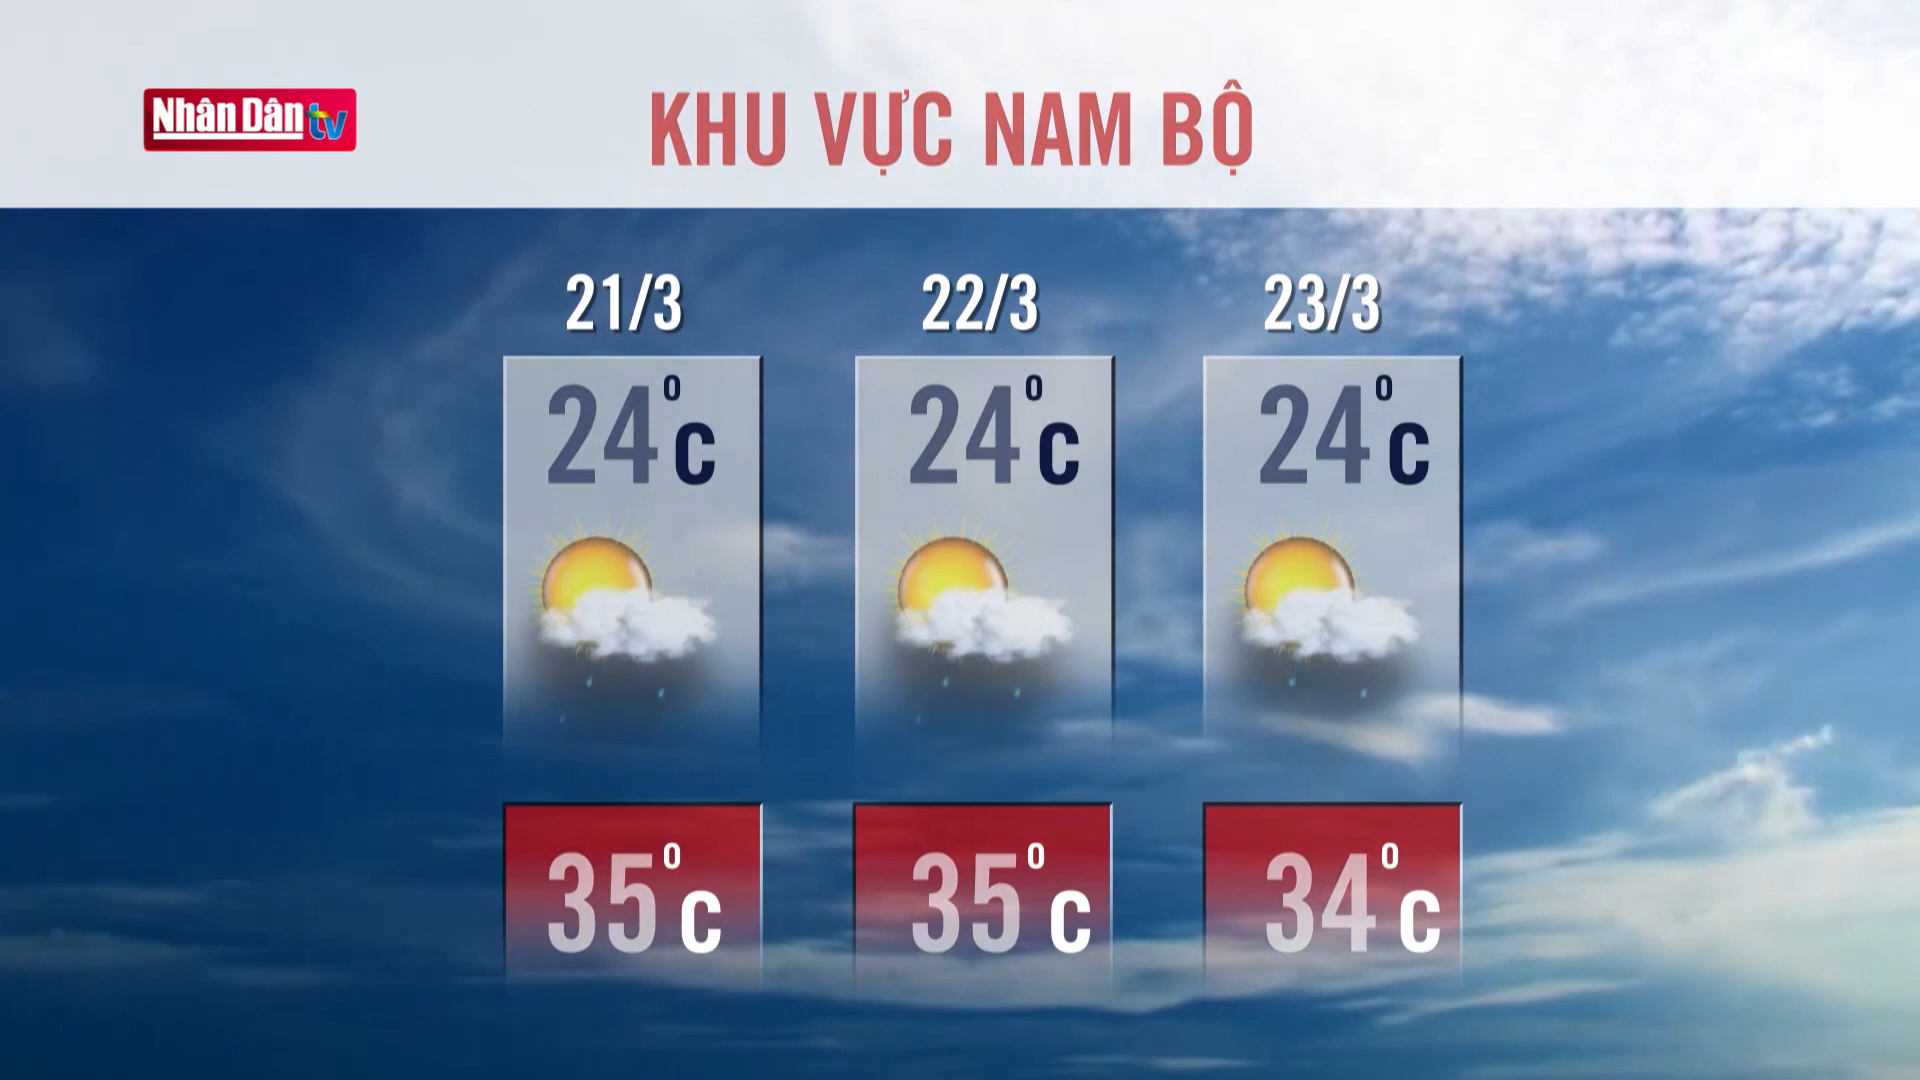 Nhân Dân tv
KHU VỰC NAM BỘ
21/3 22/3 23/3
24°C 24°C 24°C
35°C 35°C 34°C